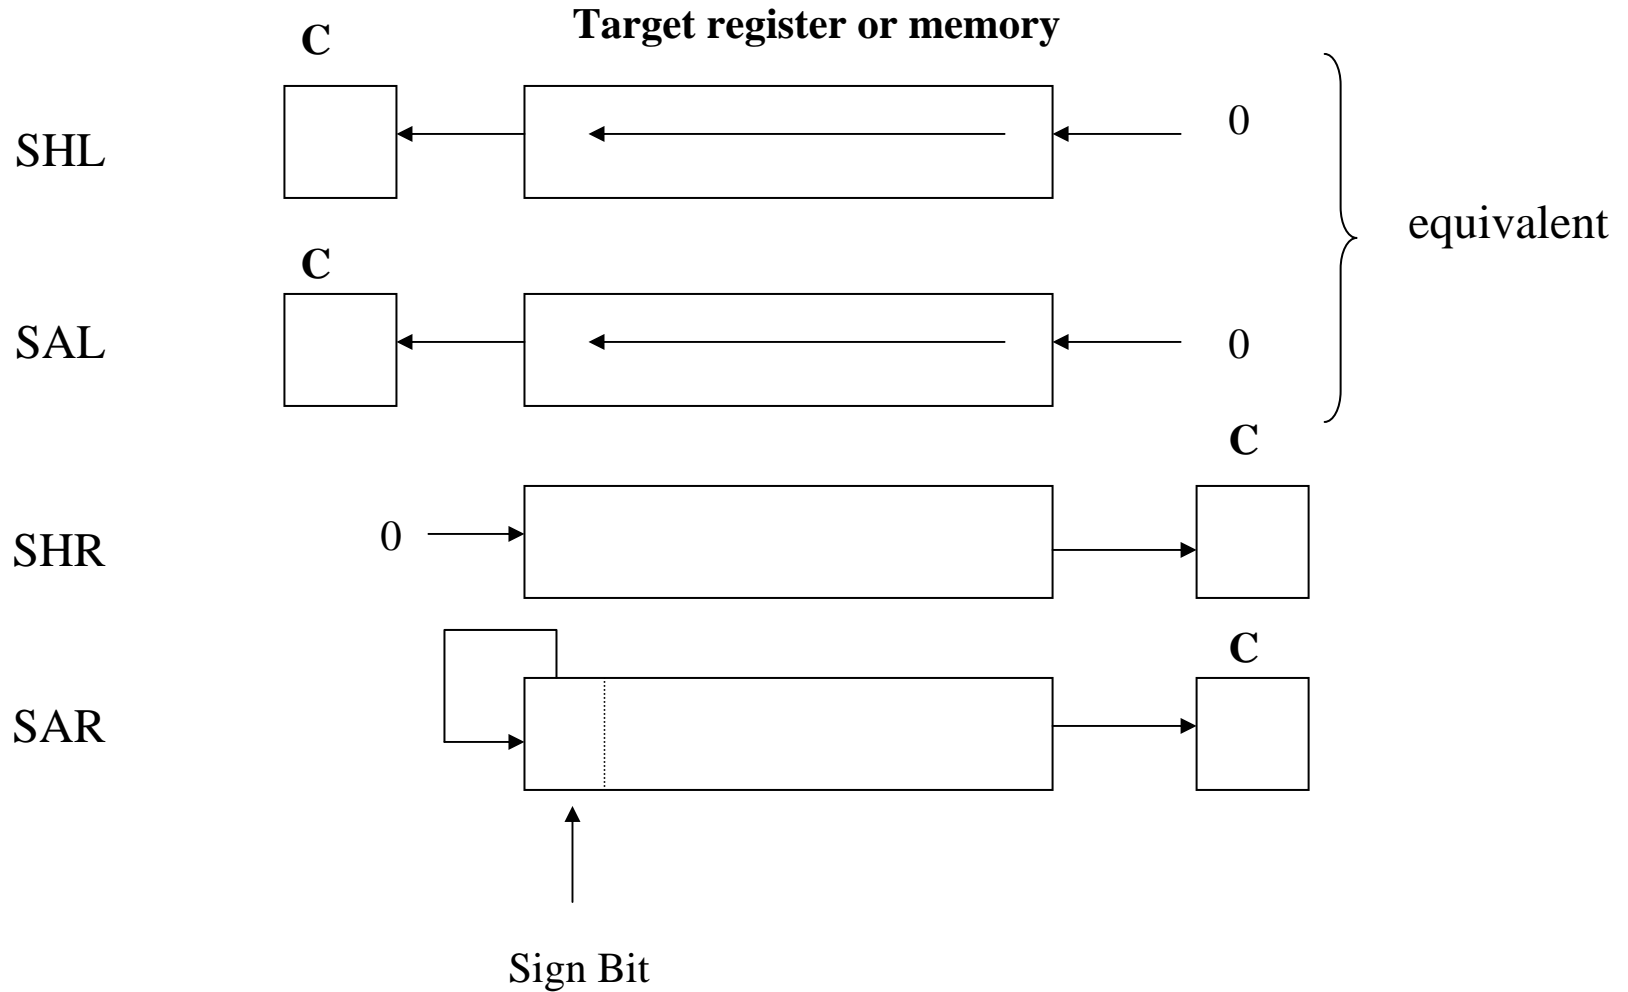 Target register or memory
C
SHL
0
equivalent
C
SAL
0
C
SHR
0
C
SAR
Sign Bit